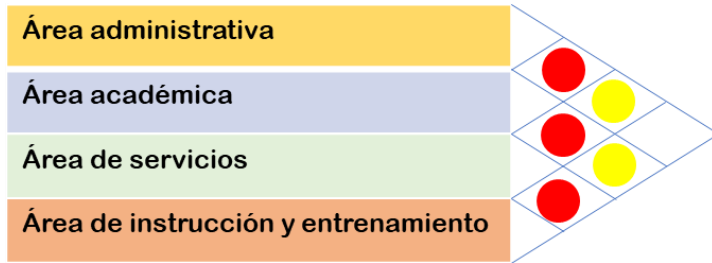 Área administrativa
Área académica
Área de servicios
Área de instrucción y entrenamiento